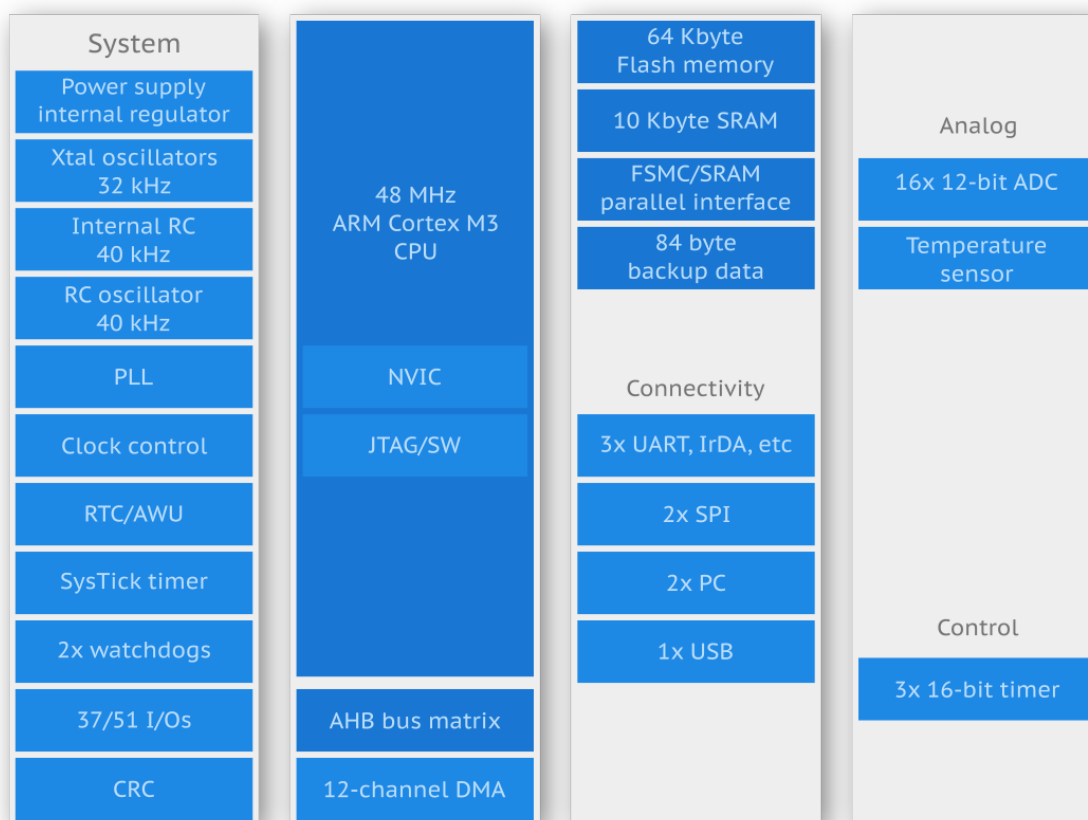 System
Power supply
internal regulator
Xtal oscillators
32 kHz
Internal RC
40 kHz
RC oscillator
40 kHz
PLL
Clock control
RTC/AWU
SysTick timer
2x watchdogs
37/51 I/Os
CRC
48 MHz
ARM Cortex M3
CPU
NVIC
JTAG/SW
AHB bus matrix
12-channel DMA
64 Kbyte
Flash memory
10 Kbyte SRAM
FSMC/SRAM
parallel interface
84 byte
backup data
Connectivity
3x UART, IrDA, etc
2x SPI
2x PC
1x USB
Analog
16x 12-bit ADC
Temperature
sensor
Control
3x 16-bit timer